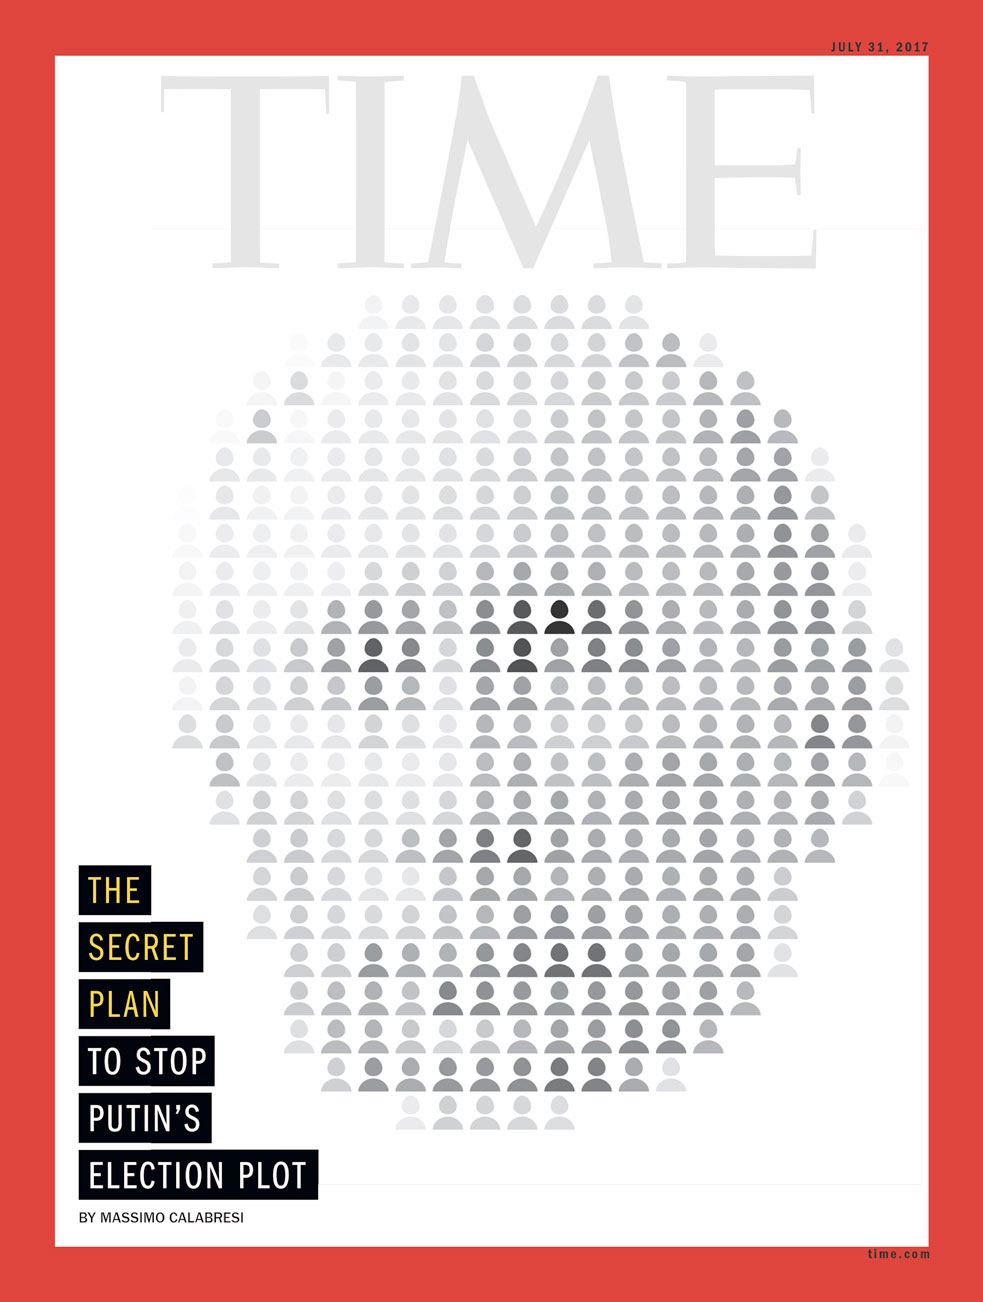 JULY 31, 2017
TIME
THE
SECRET
PLAN
TO STOP
PUTIN'S
ELECTION PLOT
BY MASSIMO CALABRESI
time.com